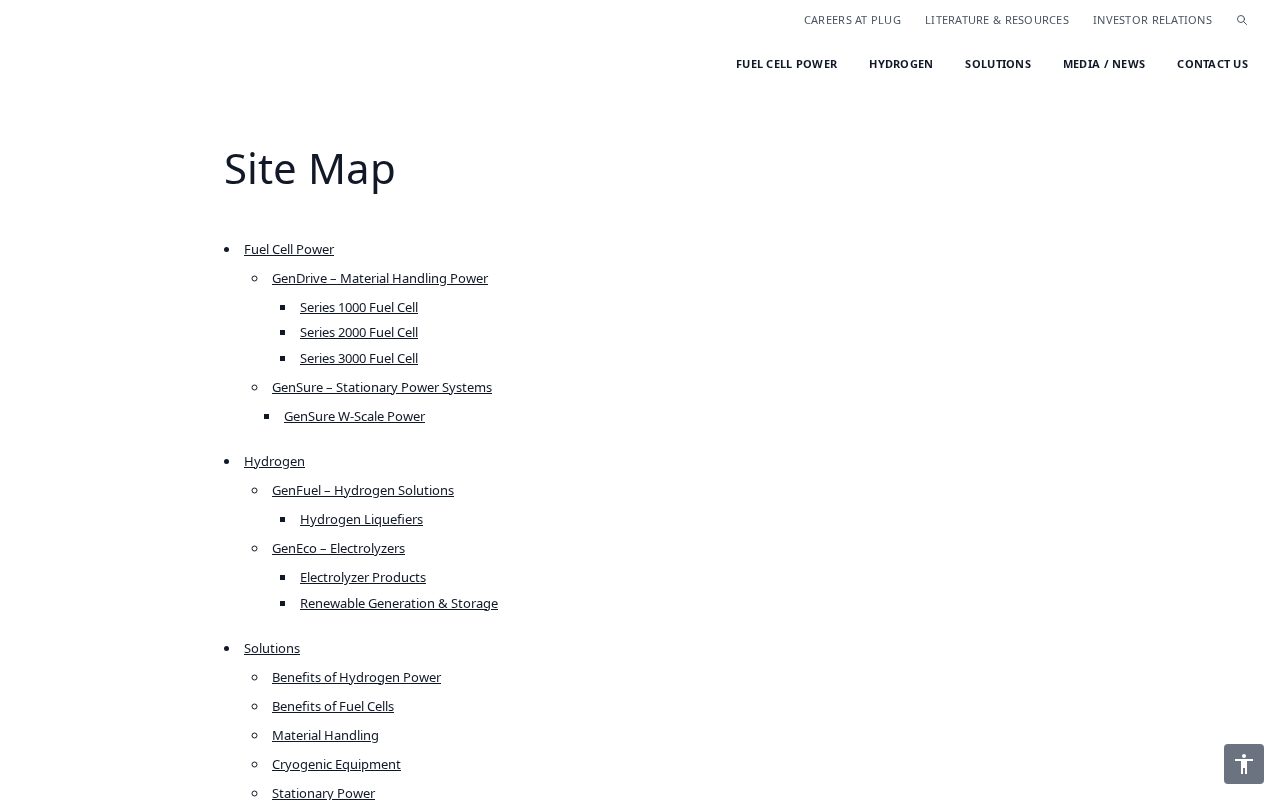 CAREERS AT PLUG LITERATURE & RESOURCES INVESTOR RELATIONS
FUEL CELL POWER HYDROGEN SOLUTIONS MEDIA / NEWS CONTACT US
Site Map
Fuel Cell Power
GenDrive – Material Handling Power
Series 1000 Fuel Cell
Series 2000 Fuel Cell
Series 3000 Fuel Cell
GenSure – Stationary Power Systems
GenSure W-Scale Power
Hydrogen
GenFuel – Hydrogen Solutions
Hydrogen Liquefiers
GenEco – Electrolyzers
Electrolyzer Products
Renewable Generation & Storage
Solutions
Benefits of Hydrogen Power
Benefits of Fuel Cells
Material Handling
Cryogenic Equipment
Stationary Power